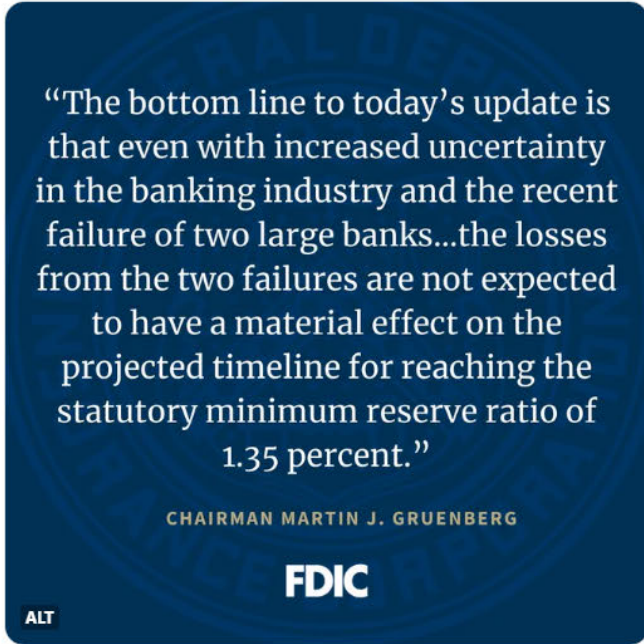 “The bottom line to today’s update is
that even with increased uncertainty
in the banking industry and the recent
failure of two large banks...the losses
from the two failures are not expected
to have a material effect on the
projected timeline for reaching the
statutory minimum reserve ratio of
1.35 percent.”
CHAIRMAN MARTIN J. GRUENBERG
FDIC
ALT